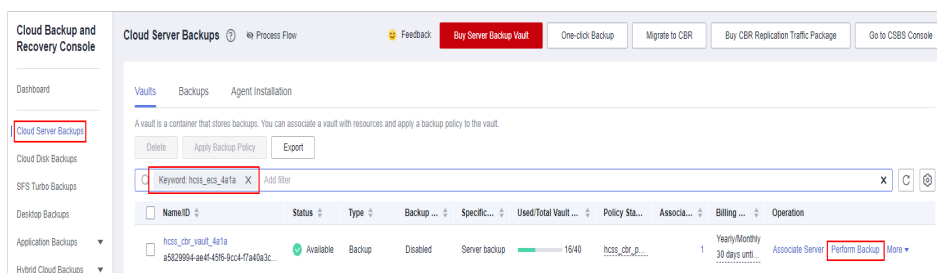 Cloud Backup and
Recovery Console
Cloud Server Backups ? Process Flow Feedback Buy Server Backup Vault One-click Backup Migrate to CBR Buy CBR Replication Traffic Package Go to CSBS Console
Dashboard
Cloud Server Backups
Cloud Disk Backups
SFS Turbo Backups
Desktop Backups
Application Backups
Hybrid Cloud Backups
Vaults Backups Agent Installation
A vault is a container that stores backups. You can associate a vault with resources and apply a backup policy to the vault.
Delete Apply Backup Policy Export
Keyword: hcss_ecs_4a1a X Add filter
Name/ID Status Type Backup ... Specific... Used/Total Vault ... Policy Sta... Associa... Billing ... Operation
hcss_cbr_vault_4a1a Available Backup Disabled Server backup 16/40 hcss_cbr_p... 1 Yearly/Monthly Associate Server Perform Backup More
a5829994-ae4f-45f6-9cc4-f7a40a3c... 30 days unti...